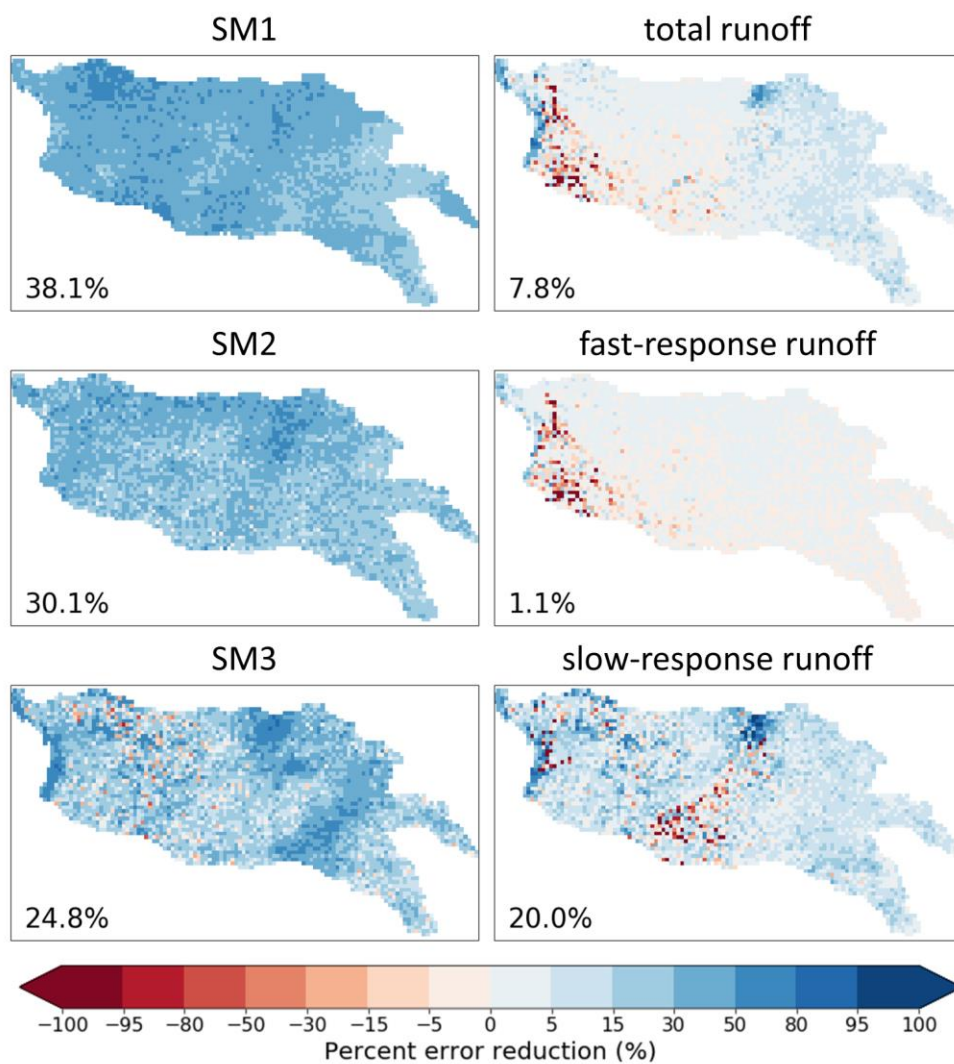 SM1
total runoff
38.1%
7.8%
SM2
fast-response runoff
30.1%
1.1%
SM3
slow-response runoff
24.8%
20.0%
−100 −95 −80 −50 −30 −15 −5 0 5 15 30 50 80 95 100
Percent error reduction (%)